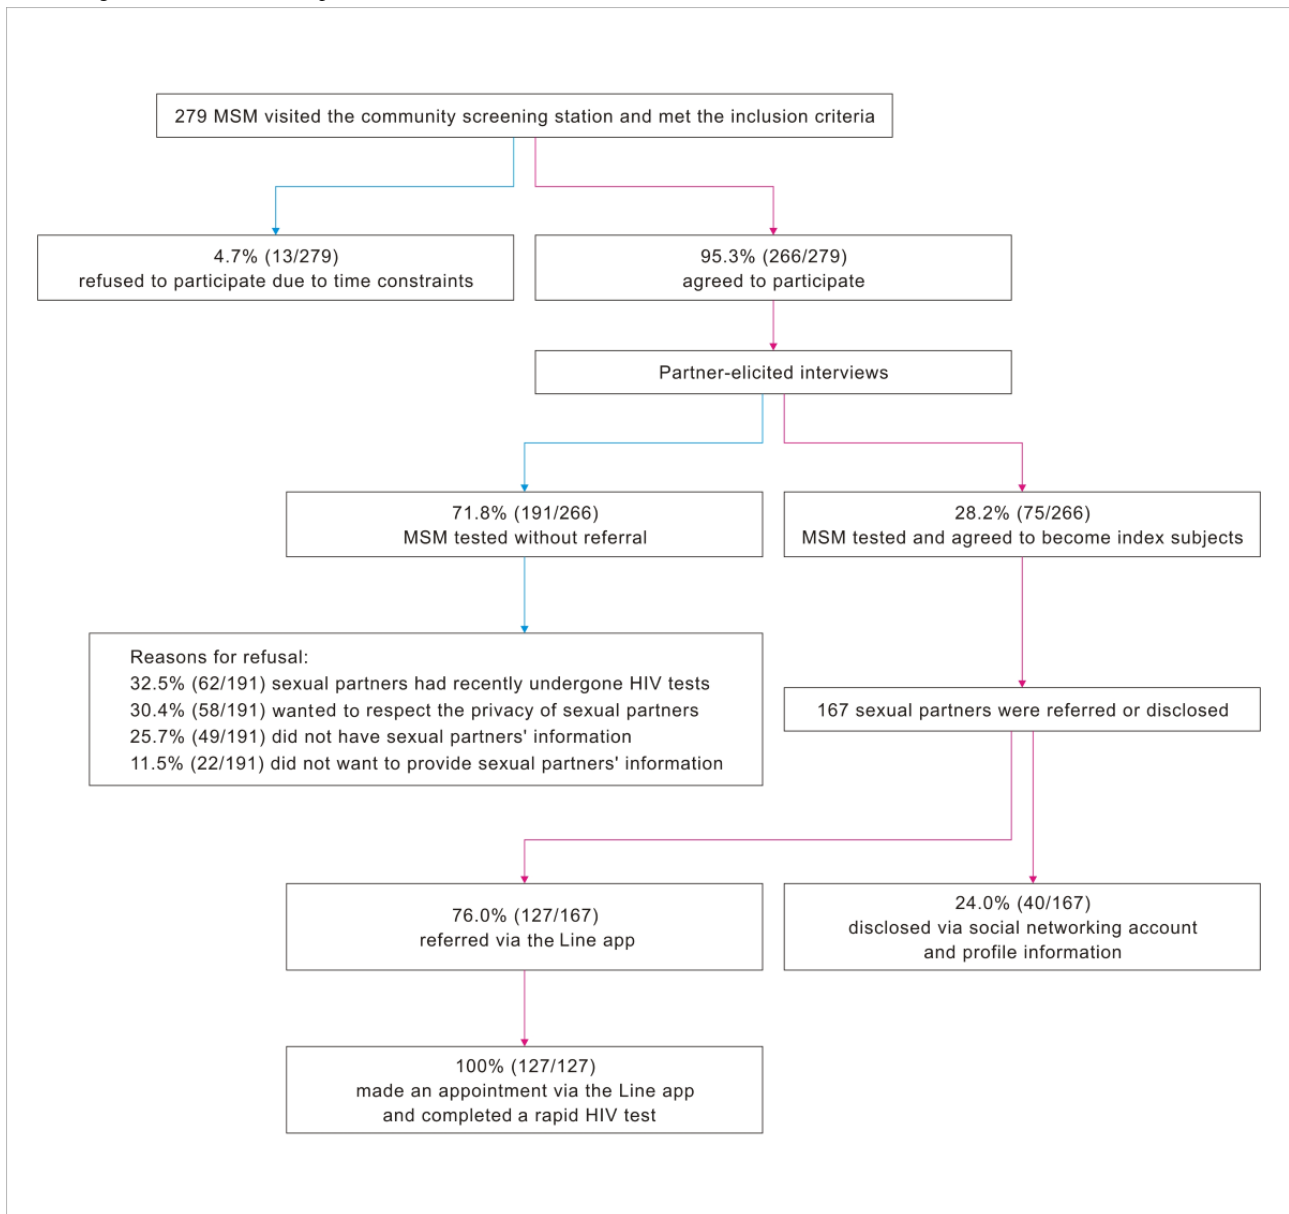 279 MSM visited the community screening station and met the inclusion criteria
4.7% (13/279)
refused to participate due to time constraints
95.3% (266/279)
agreed to participate
Partner-elicited interviews
71.8% (191/266)
MSM tested without referral
28.2% (75/266)
MSM tested and agreed to become index subjects
Reasons for refusal:
32.5% (62/191) sexual partners had recently undergone HIV tests
30.4% (58/191) wanted to respect the privacy of sexual partners
25.7% (49/191) did not have sexual partners' information
11.5% (22/191) did not want to provide sexual partners' information
167 sexual partners were referred or disclosed
76.0% (127/167)
referred via the Line app
24.0% (40/167)
disclosed via social networking account
and profile information
100% (127/127)
made an appointment via the Line app
and completed a rapid HIV test